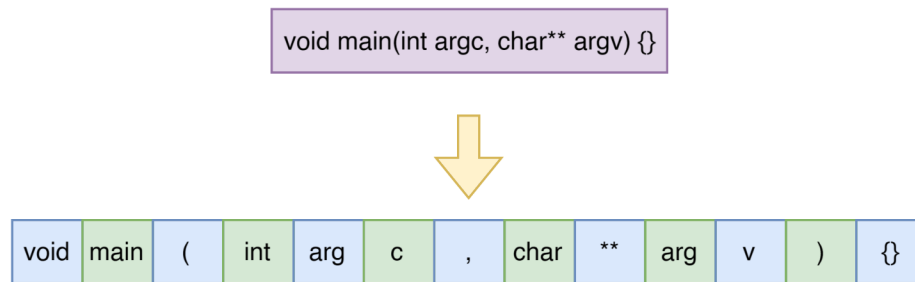 void main(int argc, char** argv) {}
void main ( int arg c , char ** arg v ) {}